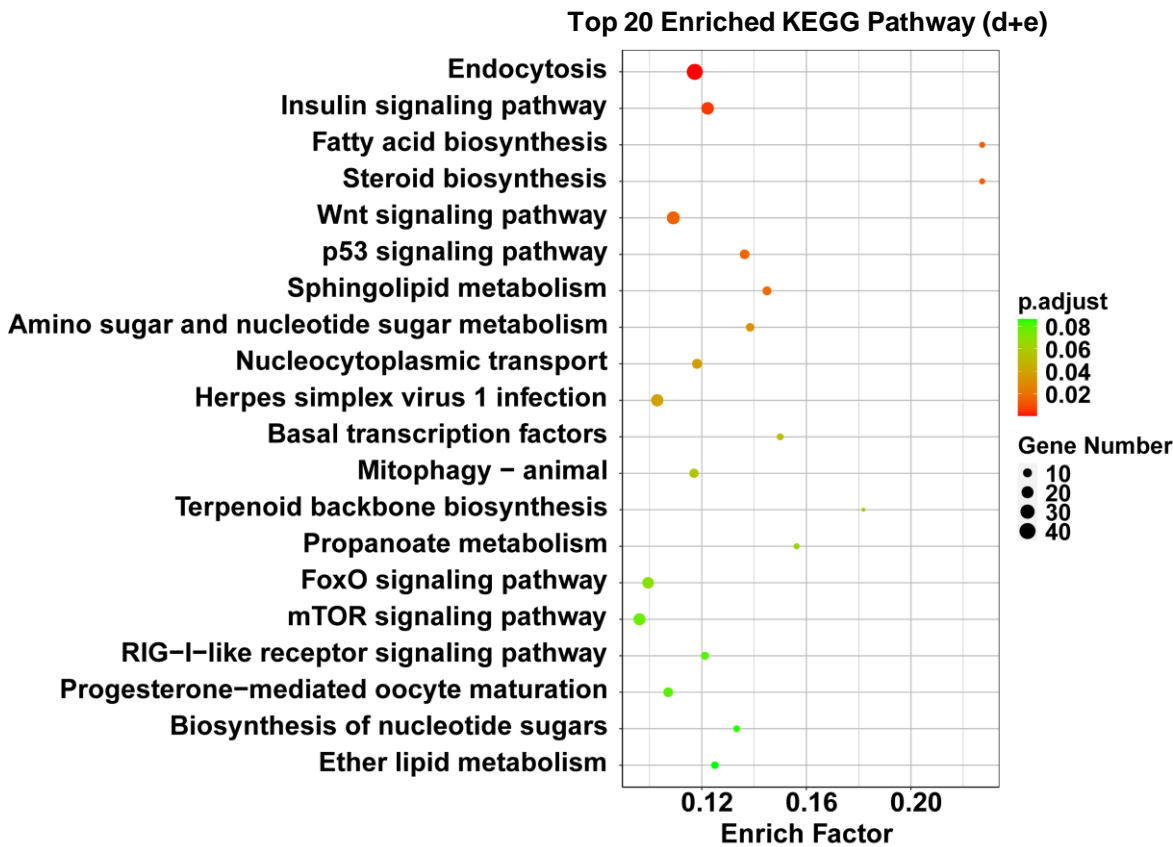 Top 20 Enriched KEGG Pathway (d+e)
Endocytosis
Insulin signaling pathway
Fatty acid biosynthesis
Steroid biosynthesis
Wnt signaling pathway
p53 signaling pathway
Sphingolipid metabolism
Amino sugar and nucleotide sugar metabolism
Nucleocytoplasmic transport
Herpes simplex virus 1 infection
Basal transcription factors
Mitophagy − animal
Terpenoid backbone biosynthesis
Propanoate metabolism
FoxO signaling pathway
mTOR signaling pathway
RIG−I−like receptor signaling pathway
Progesterone−mediated oocyte maturation
Biosynthesis of nucleotide sugars
Ether lipid metabolism
0.12 0.16 0.20
Enrich Factor
p.adjust
0.08
0.06
0.04
0.02
Gene Number
10
20
30
40